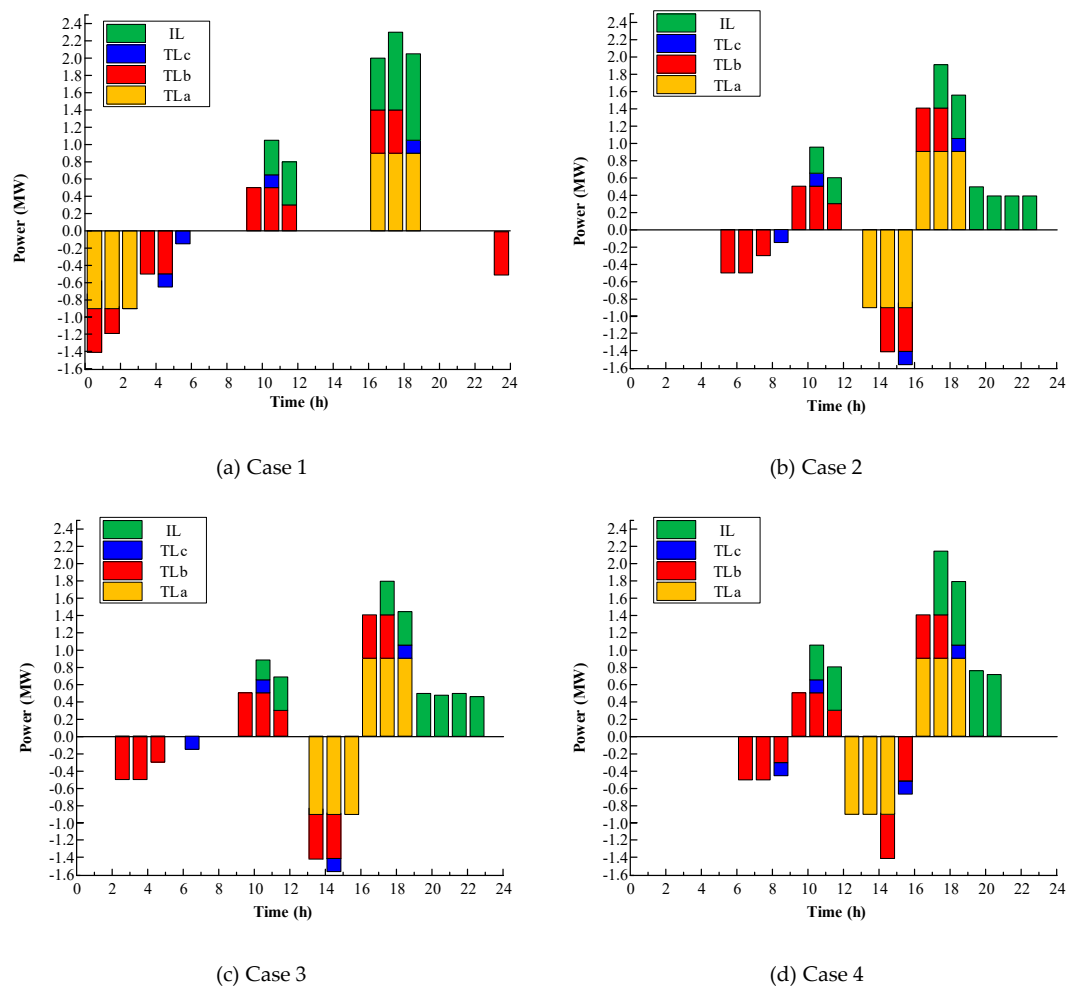 IL
TLc
TLb
TLa
2.4
2.2
2.0
1.8
1.6
1.4
1.2
1.0
0.8
0.6
0.4
0.2
0.0
-0.2
-0.4
-0.6
-0.8
-1.0
-1.2
-1.4
-1.6
Power (MW)
0 2 4 6 8 10 12 14 16 18 20 22 24
Time (h)
(a) Case 1
IL
TLc
TLb
TLa
2.4
2.2
2.0
1.8
1.6
1.4
1.2
1.0
0.8
0.6
0.4
0.2
0.0
-0.2
-0.4
-0.6
-0.8
-1.0
-1.2
-1.4
-1.6
Power (MW)
0 2 4 6 8 10 12 14 16 18 20 22 24
Time (h)
(b) Case 2
IL
TLc
TLb
TLa
2.4
2.2
2.0
1.8
1.6
1.4
1.2
1.0
0.8
0.6
0.4
0.2
0.0
-0.2
-0.4
-0.6
-0.8
-1.0
-1.2
-1.4
-1.6
Power (MW)
0 2 4 6 8 10 12 14 16 18 20 22 24
Time (h)
(c) Case 3
IL
TLc
TLb
TLa
2.4
2.2
2.0
1.8
1.6
1.4
1.2
1.0
0.8
0.6
0.4
0.2
0.0
-0.2
-0.4
-0.6
-0.8
-1.0
-1.2
-1.4
-1.6
Power (MW)
0 2 4 6 8 10 12 14 16 18 20 22 24
Time (h)
(d) Case 4